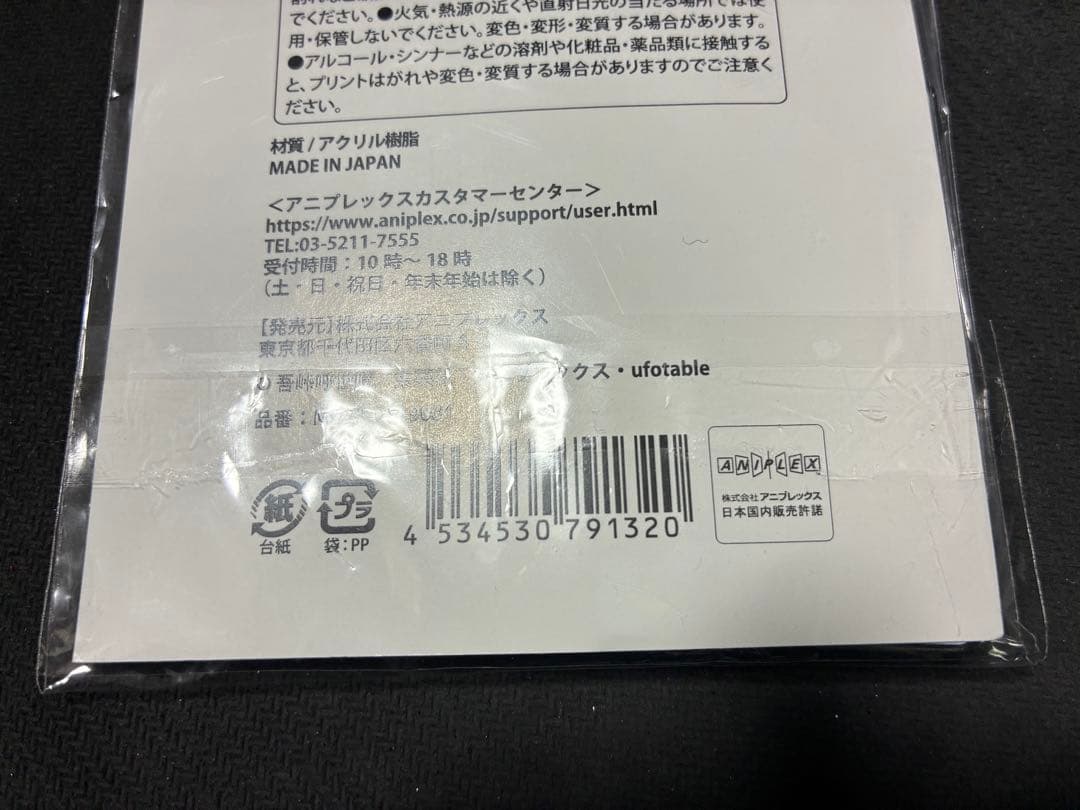 でください。●火気・熱源の近くや直射日光の当たる場所では使
用・保管しないでください。変色・変形・変質する場合があります。
●アルコール・シンナーなどの溶剤や化粧品・薬品類に接触する
と、プリントはがれや変色・変質する場合がありますのでご注意く
ださい。
材質/アクリル樹脂
MADE IN JAPAN
<アニプレックスカスタマーセンター>
https://www.aniplex.co.jp/support/user.html
TEL:03-5211-7555
受付時間:10時~18時
(土・日・祝日・年末年始は除く)
【発売元】株式会社アニプレックス
東京都千代田区六番町
ックス・ufotable
品番:
紙
台紙
プラ
袋:PP
4 534530 791320
ANIPLEX
株式会社アニプレックス
日本国内販売許諾